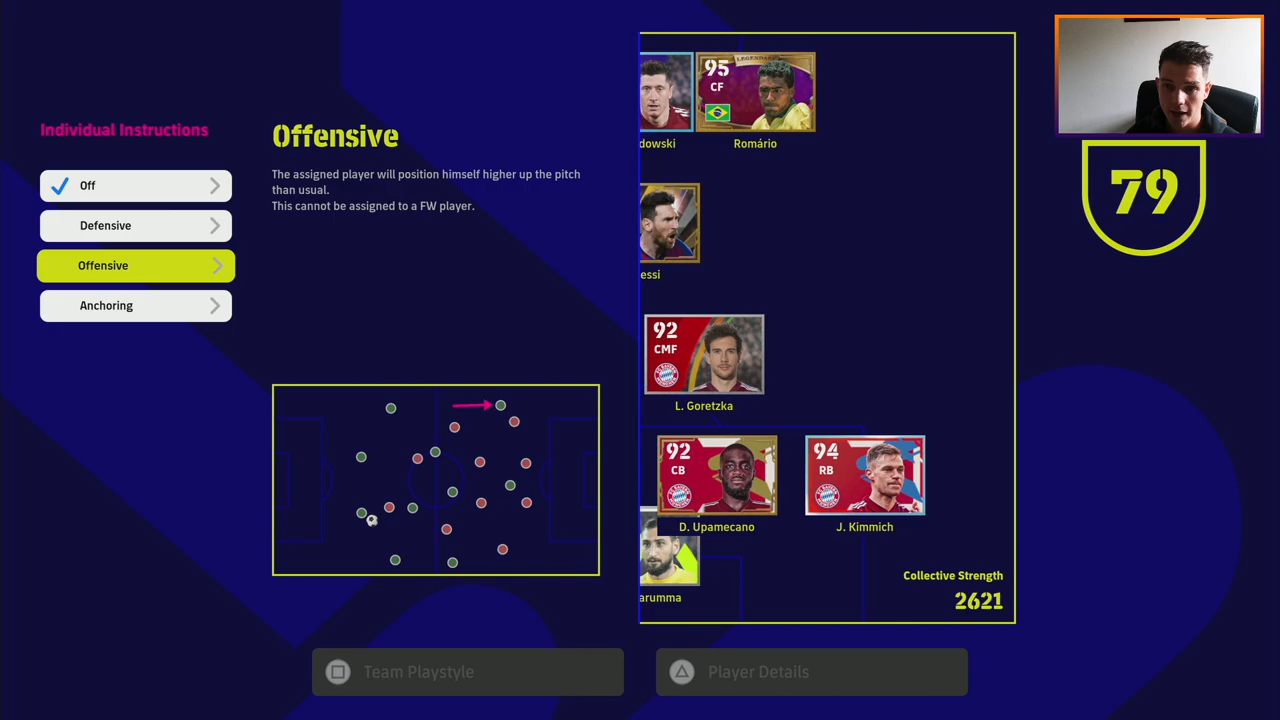 Individual Instructions
Off
Defensive
Offensive
Anchoring
Offensive
The assigned player will position himself higher up the pitch
than usual.
This cannot be assigned to a FW player.
dowski
95
CF
LEGENDARY
Romário
essi
92
CMF
L. Goretzka
92
CB
D. Upamecano
94
RB
J. Kimmich
arumma
Collective Strength
2621
79
Team Playstyle
Player Details